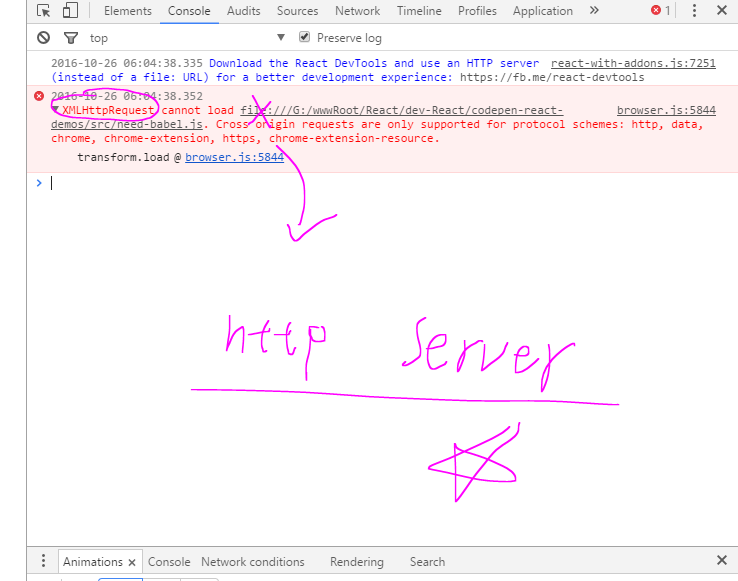 Elements Console Audits Sources Network Timeline Profiles Application » 1
top Preserve log
2016-10-26 06:04:38.335 Download the React DevTools and use an HTTP server react-with-addons.js:7251
(instead of a file: URL) for a better development experience: https://fb.me/react-devtools
2016-10-26 06:04:38.352
XMLHttpRequest cannot load file:///G:/wwwRoot/React/dev-React/codepen-react- browser.js:5844
demos/src/need-babel.js. Cross origin requests are only supported for protocol schemes: http, data,
chrome, chrome-extension, https, chrome-extension-resource.
transform.load @ browser.js:5844
http server
Animations × Console Network conditions Rendering Search